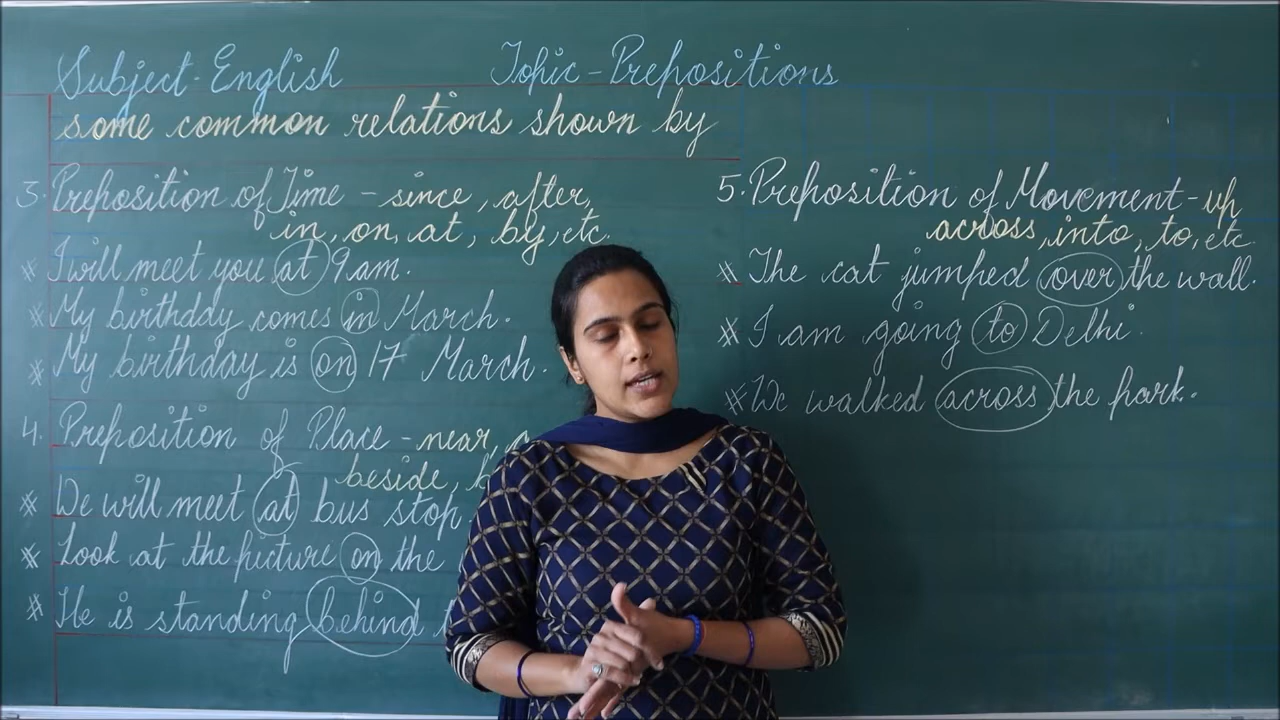 Subject-English
Topic-Prepositions
some common relations shown by
3. Preposition of Time - since, after,
in, on, at, by, etc.
* I will meet you at 9 a.m.
* My birthday comes in March.
* My birthday is on 17 March.
4. Preposition of Place - near,
beside,
* We will meet at bus stop
* Look at the picture on the
* He is standing behind
5. Preposition of Movement - up
across, into, to, etc
* The cat jumped over the wall.
* I am going to Delhi.
* We walked across the park.